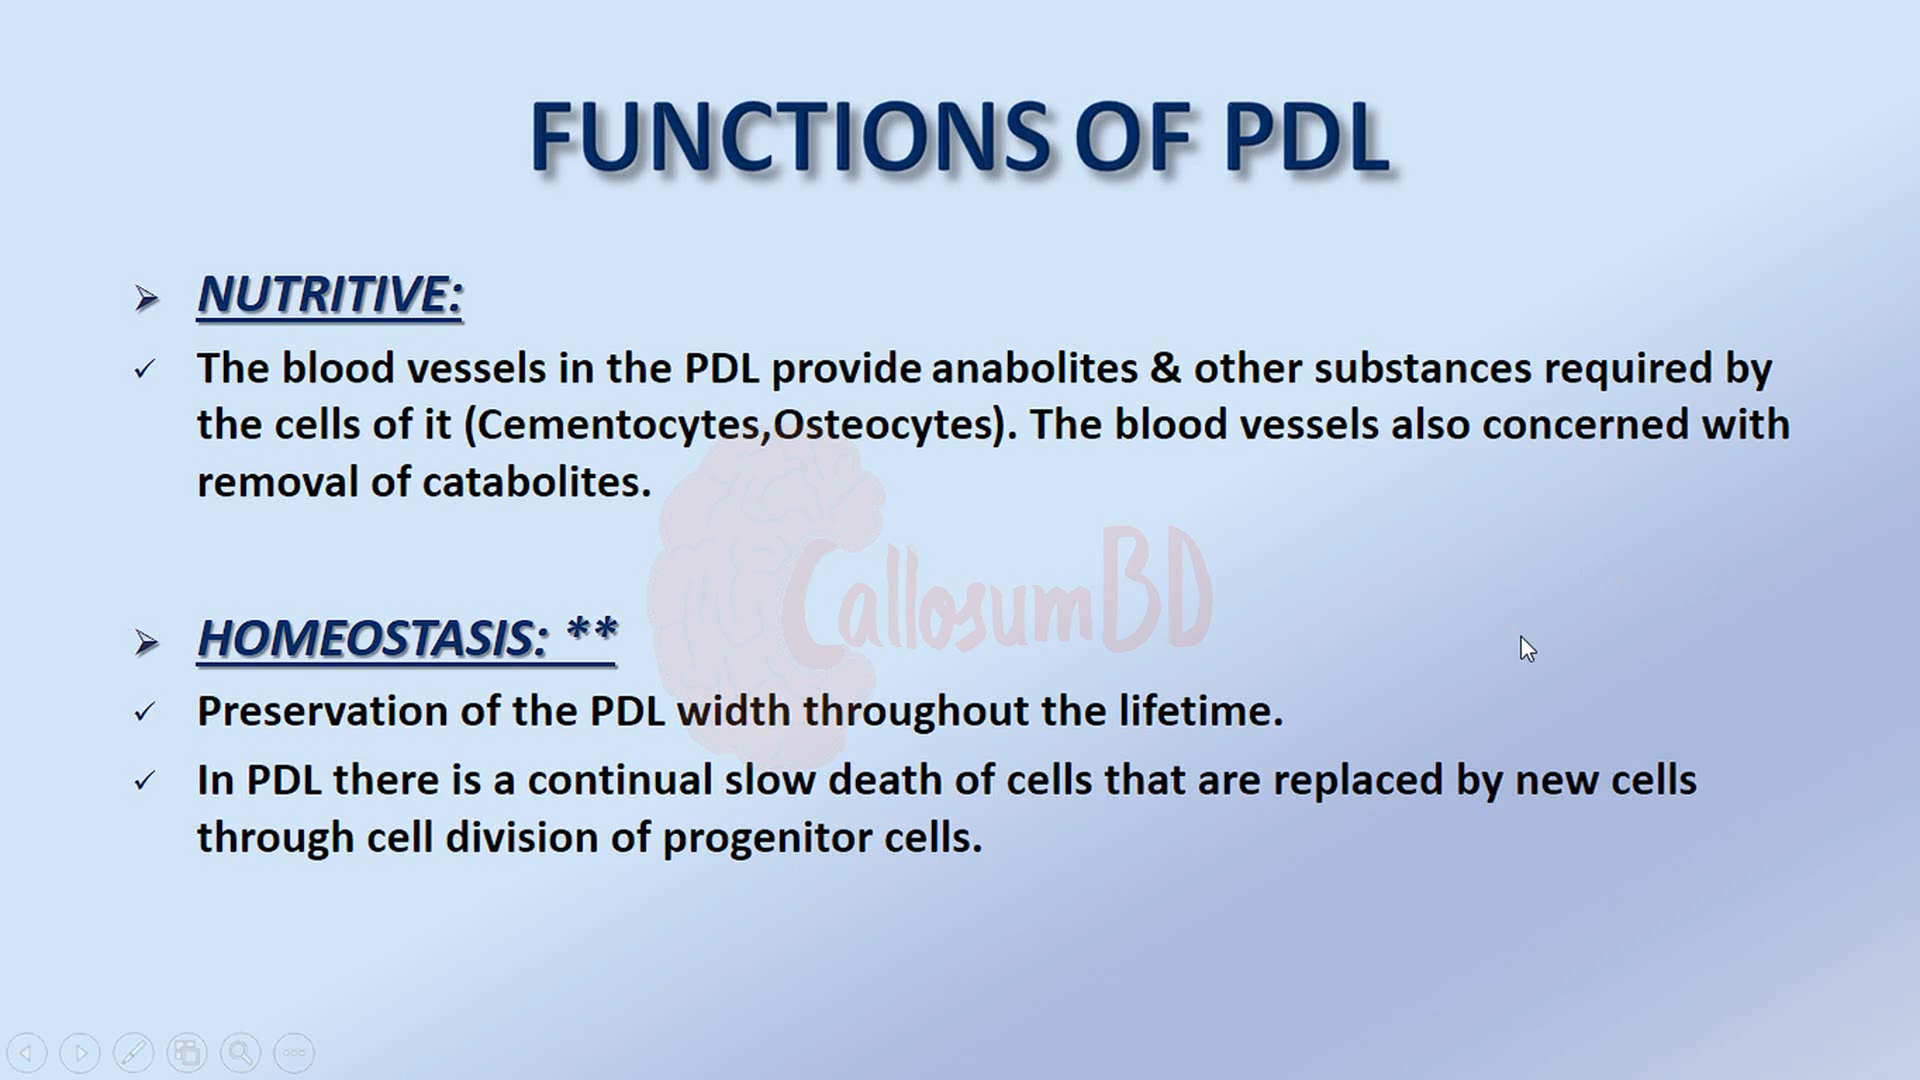 FUNCTIONS OF PDL
➢ NUTRITIVE:
✓ The blood vessels in the PDL provide anabolites & other substances required by
the cells of it (Cementocytes,Osteocytes). The blood vessels also concerned with
removal of catabolites.
CallosumBD
➢ HOMEOSTASIS: **
✓ Preservation of the PDL width throughout the lifetime.
✓ In PDL there is a continual slow death of cells that are replaced by new cells
through cell division of progenitor cells.